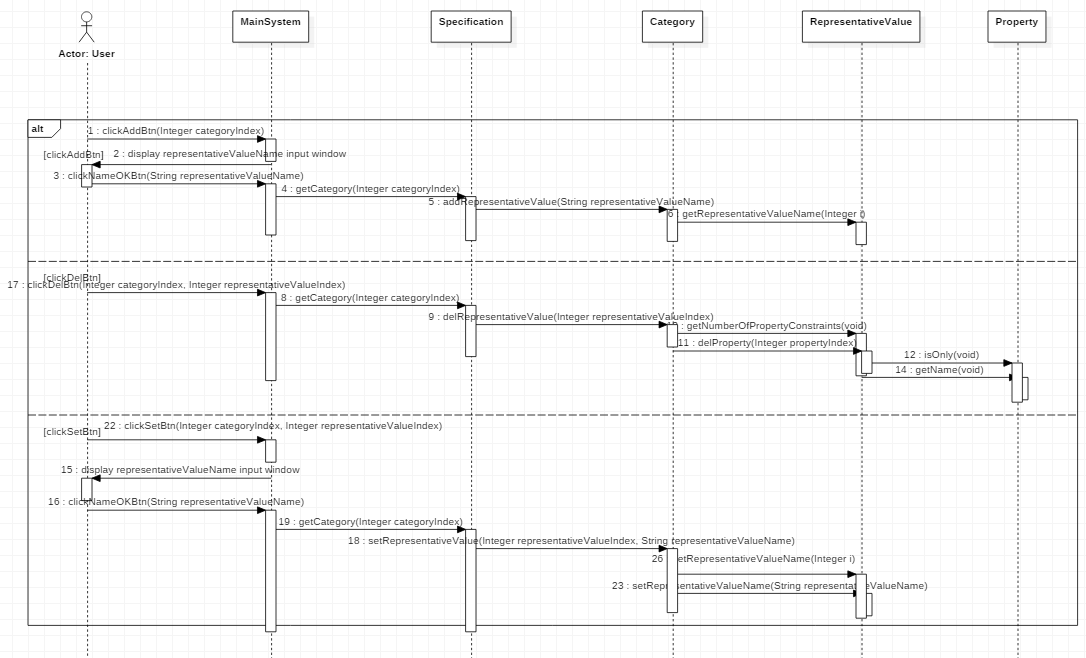 MainSystem
Specification
Category
RepresentativeValue
Property
Actor: User
alt
1 : clickAddBtn(Integer categoryIndex)
[clickAddBtn]
2 : display representativeValueName input window
3 : clickNameOKBtn(String representativeValueName)
4 : getCategory(Integer categoryIndex)
5 : addRepresentativeValue(String representativeValueName)
6 : getRepresentativeValueName(Integer i)
[clickDelBtn]
17 : clickDelBtn(Integer categoryIndex, Integer representativeValueIndex)
8 : getCategory(Integer categoryIndex)
9 : delRepresentativeValue(Integer representativeValueIndex)
: getNumberOfPropertyConstraints(void)
11 : delProperty(Integer propertyIndex)
12 : isOnly(void)
14 : getName(void)
22 : clickSetBtn(Integer categoryIndex, Integer representativeValueIndex)
[clickSetBtn]
15 : display representativeValueName input window
16 : clickNameOKBtn(String representativeValueName)
19 : getCategory(Integer categoryIndex)
18 : setRepresentativeValue(Integer representativeValueIndex, String representativeValueName)
26 : getRepresentativeValueName(Integer i)
23 : setRepresentativeValueName(String representativeValueName)